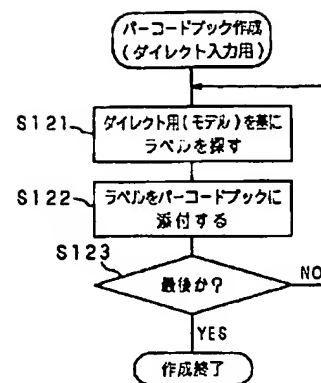 バーコードブック作成
(ダイレクト入力用)
S121
ダイレクト用(モデル)を基に
ラベルを探す
S122
ラベルをバーコードブックに
添付する
S123
最後か?
NO
YES
作成終了